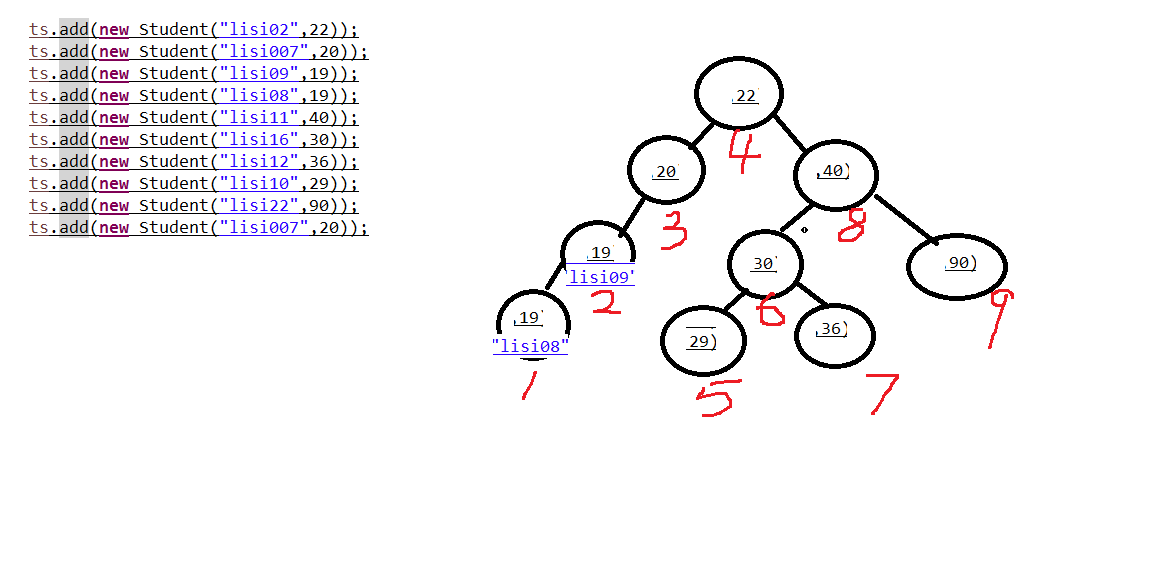 ts.add(new Student("lisi02",22));
ts.add(new Student("lisi007",20));
ts.add(new Student("lisi09",19));
ts.add(new Student("lisi08",19));
ts.add(new Student("lisi11",40));
ts.add(new Student("lisi16",30));
ts.add(new Student("lisi12",36));
ts.add(new Student("lisi10",29));
ts.add(new Student("lisi22",90));
ts.add(new Student("lisi007",20));
,22)
4
,20)
3
,40)
8
,19
"lisi09"
2
30
6
,90)
9
,19
"lisi08"
1
29)
5
,36)
7